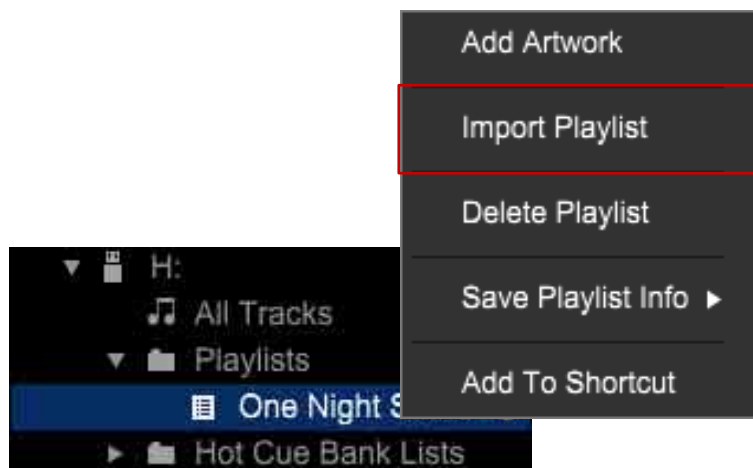 Add Artwork
Import Playlist
Delete Playlist
Save Playlist Info
Add To Shortcut
H:
All Tracks
Playlists
One Night
Hot Cue Bank Lists